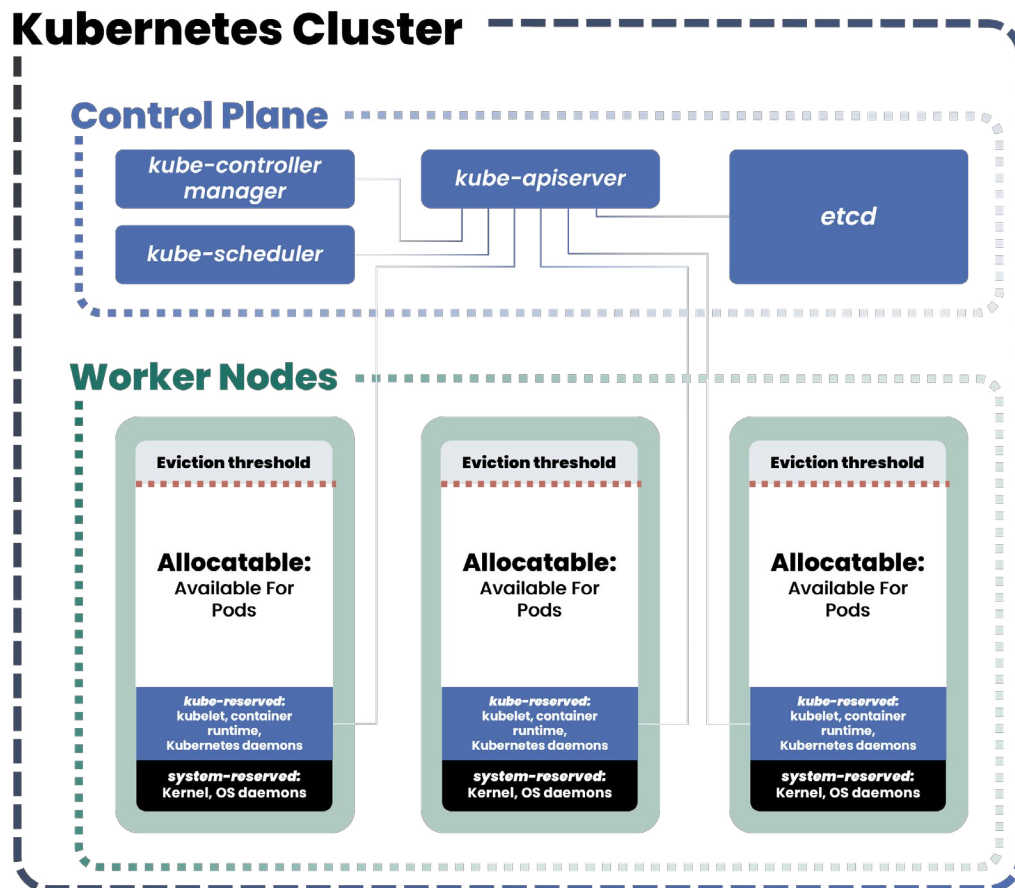 Kubernetes Cluster
Control Plane
kube-controller
manager
kube-apiserver
etcd
kube-scheduler
Worker Nodes
Eviction threshold
Allocatable:
Available For
Pods
kube-reserved:
kubelet, container
runtime,
Kubernetes daemons
system-reserved:
Kernel, OS daemons
Eviction threshold
Allocatable:
Available For
Pods
kube-reserved:
kubelet, container
runtime,
Kubernetes daemons
system-reserved:
Kernel, OS daemons
Eviction threshold
Allocatable:
Available For
Pods
kube-reserved:
kubelet, container
runtime,
Kubernetes daemons
system-reserved:
Kernel, OS daemons